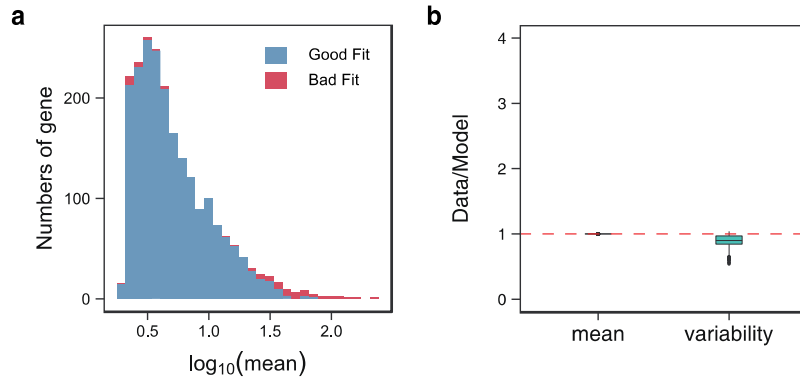 a
Good Fit
Bad Fit
Numbers of gene
200
100
0
0.5
1.0
1.5
2.0
log₁₀(mean)
b
Data/Model
4
3
2
1
0
mean
variability